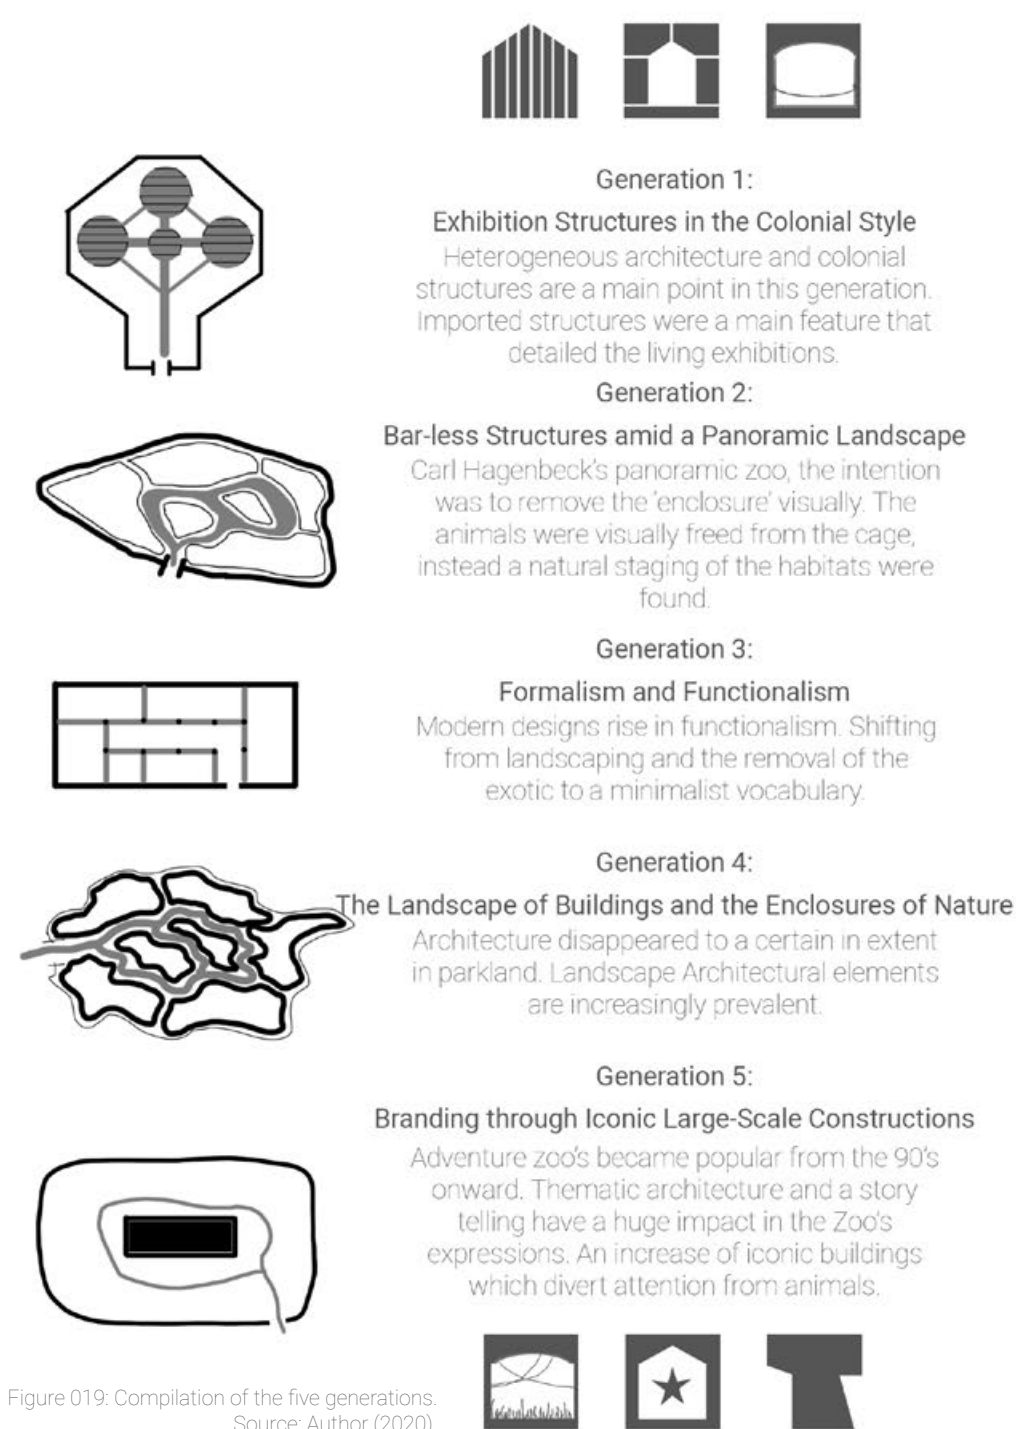 Generation 1:
Exhibition Structures in the Colonial Style
Heterogeneous architecture and colonial
structures are a main point in this generation.
Imported structures were a main feature that
detailed the living exhibitions.
Generation 2:
Bar-less Structures amid a Panoramic Landscape
Carl Hagenbeck's panoramic zoo, the intention
was to remove the 'enclosure' visually. The
animals were visually freed from the cage,
instead a natural staging of the habitats were
found.
Generation 3:
Formalism and Functionalism
Modern designs rise in functionalism. Shifting
from landscaping and the removal of the
exotic to a minimalist vocabulary.
Generation 4:
The Landscape of Buildings and the Enclosures of Nature
Architecture disappeared to a certain in extent
in parkland. Landscape Architectural elements
are increasingly prevalent.
Generation 5:
Branding through Iconic Large-Scale Constructions
Adventure zoo's became popular from the 90's
onward. Thematic architecture and a story
telling have a huge impact in the Zoo's
expressions. An increase of iconic buildings
which divert attention from animals.
Figure 019: Compilation of the five generations.
Source: Author (2020)